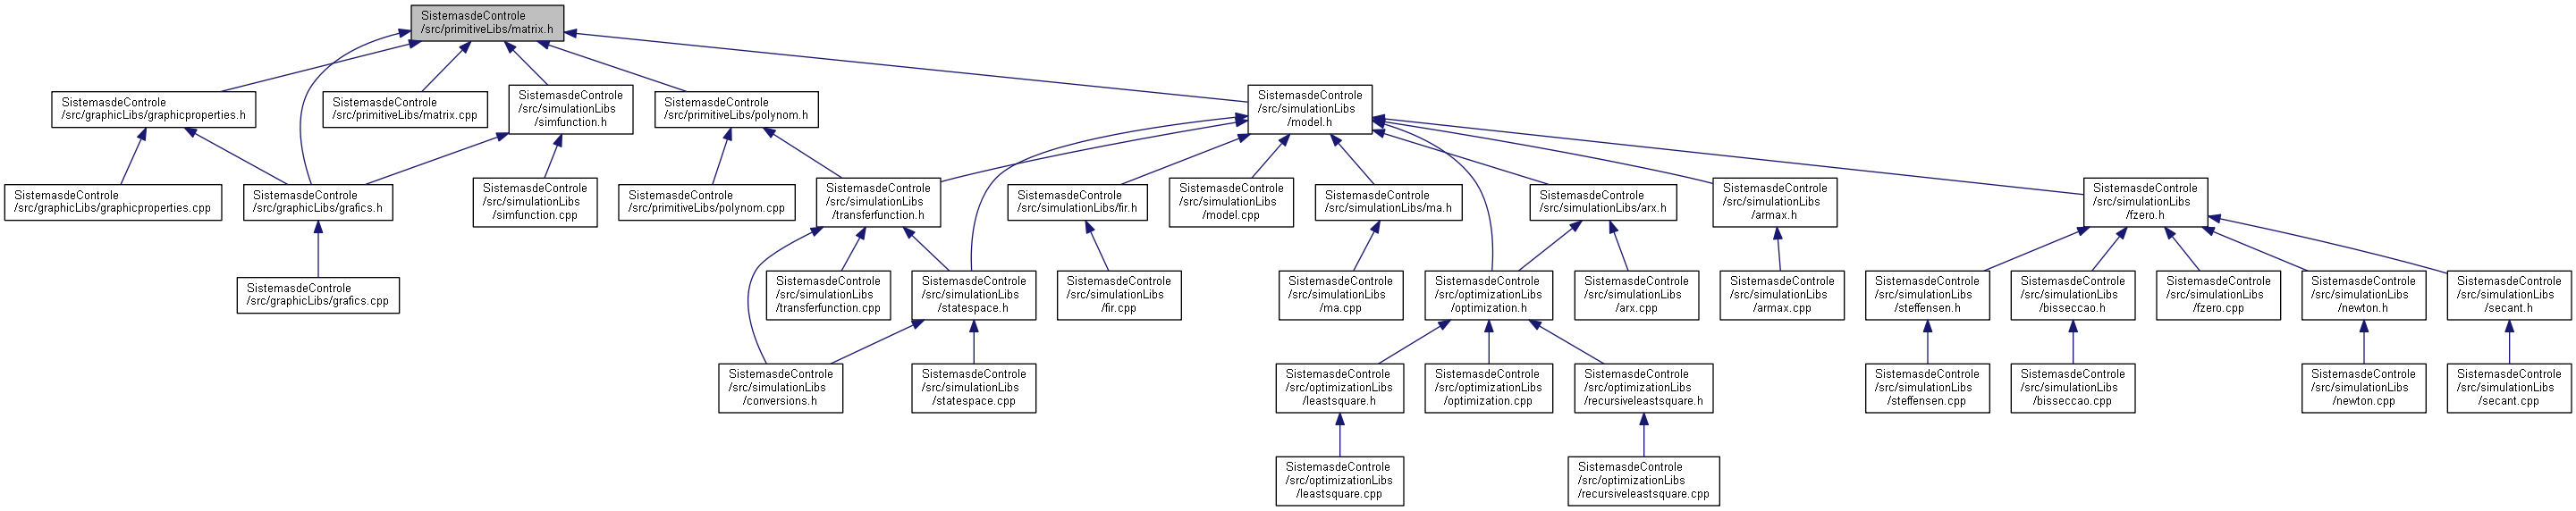 SistemasdeControle
/src/primitiveLibs/matrix.h
SistemasdeControle
/src/graphicLibs/graphicproperties.h
SistemasdeControle
/src/primitiveLibs/matrix.cpp
SistemasdeControle
/src/simulationLibs
/simfunction.h
SistemasdeControle
/src/primitiveLibs/polynom.h
SistemasdeControle
/src/simulationLibs
/model.h
SistemasdeControle
/src/graphicLibs/graphicproperties.cpp
SistemasdeControle
/src/graphicLibs/grafics.h
SistemasdeControle
/src/simulationLibs
/simfunction.cpp
SistemasdeControle
/src/primitiveLibs/polynom.cpp
SistemasdeControle
/src/simulationLibs
/transferfunction.h
SistemasdeControle
/src/simulationLibs/fir.h
SistemasdeControle
/src/simulationLibs
/model.cpp
SistemasdeControle
/src/simulationLibs/ma.h
SistemasdeControle
/src/simulationLibs/arx.h
SistemasdeControle
/src/simulationLibs
/armax.h
SistemasdeControle
/src/simulationLibs
/fzero.h
SistemasdeControle
/src/graphicLibs/grafics.cpp
SistemasdeControle
/src/simulationLibs
/transferfunction.cpp
SistemasdeControle
/src/simulationLibs
/statespace.h
SistemasdeControle
/src/simulationLibs
/fir.cpp
SistemasdeControle
/src/simulationLibs
/ma.cpp
SistemasdeControle
/src/optimizationLibs
/optimization.h
SistemasdeControle
/src/simulationLibs
/arx.cpp
SistemasdeControle
/src/simulationLibs
/armax.cpp
SistemasdeControle
/src/simulationLibs
/steffensen.h
SistemasdeControle
/src/simulationLibs
/bisseccao.h
SistemasdeControle
/src/simulationLibs
/fzero.cpp
SistemasdeControle
/src/simulationLibs
/newton.h
SistemasdeControle
/src/simulationLibs
/secant.h
SistemasdeControle
/src/simulationLibs
/conversions.h
SistemasdeControle
/src/simulationLibs
/statespace.cpp
SistemasdeControle
/src/optimizationLibs
/leastsquare.h
SistemasdeControle
/src/optimizationLibs
/optimization.cpp
SistemasdeControle
/src/optimizationLibs
/recursiveleastsquare.h
SistemasdeControle
/src/simulationLibs
/steffensen.cpp
SistemasdeControle
/src/simulationLibs
/bisseccao.cpp
SistemasdeControle
/src/simulationLibs
/newton.cpp
SistemasdeControle
/src/simulationLibs
/secant.cpp
SistemasdeControle
/src/optimizationLibs
/leastsquare.cpp
SistemasdeControle
/src/optimizationLibs
/recursiveleastsquare.cpp